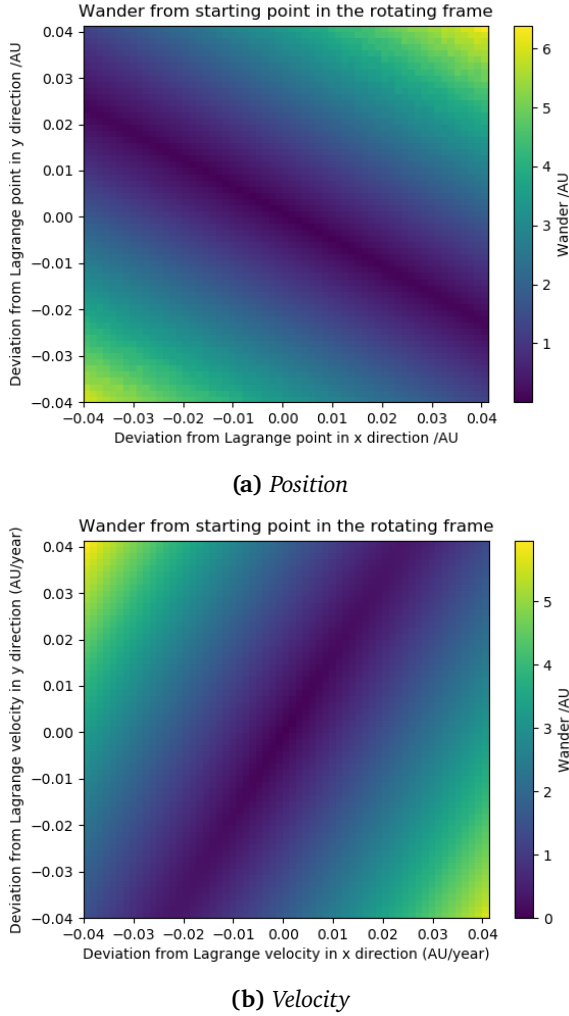 Wander from starting point in the rotating frame
0.04
0.03
0.02
0.01
0.00
−0.01
−0.02
−0.03
−0.04
Deviation from Lagrange point in y direction /AU
−0.04 −0.03 −0.02 −0.01 0.00 0.01 0.02 0.03 0.04
Deviation from Lagrange point in x direction /AU
6
5
4
3
2
1
Wander /AU
(a) Position
Wander from starting point in the rotating frame
0.04
0.03
0.02
0.01
0.00
−0.01
−0.02
−0.03
−0.04
Deviation from Lagrange velocity in y direction (AU/year)
−0.04 −0.03 −0.02 −0.01 0.00 0.01 0.02 0.03 0.04
Deviation from Lagrange velocity in x direction (AU/year)
5
4
3
2
1
0
Wander /AU
(b) Velocity